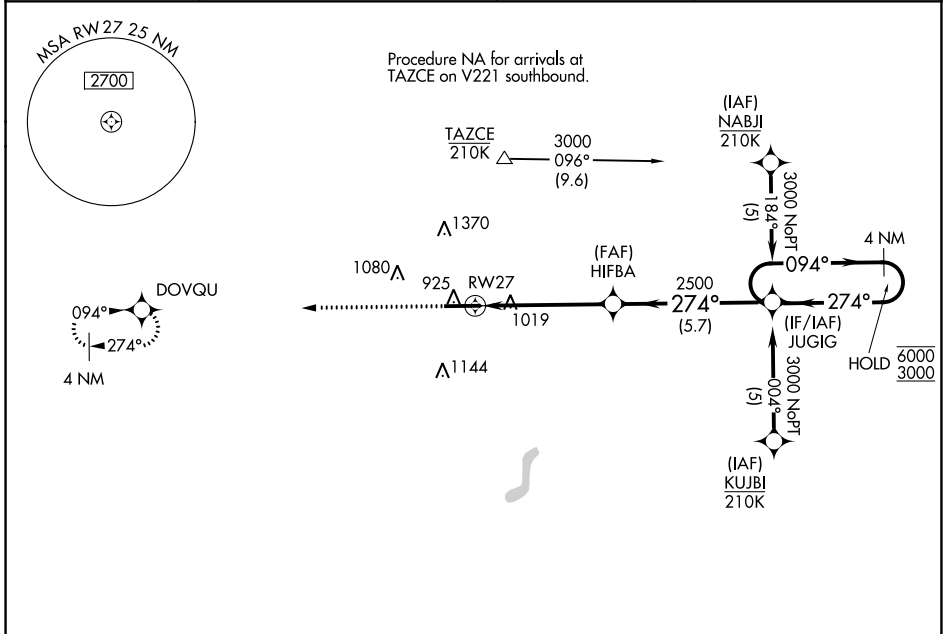 MSA RW27 25 NM
2700
Procedure NA for arrivals at
TAZCE on V221 southbound.
TAZCE
210K
3000
096°
(9.6)
(IAF)
NABJI
210K
3000 NoPT
184°
(5)
1370
1080
925
RW27
1019
1144
(FAF)
HIFBA
2500
274°
(5.7)
094°
4 NM
274°
(IF/IAF)
JUGIG
HOLD
6000
3000
DOVQU
094°
274°
4 NM
3000 NoPT
004°
(5)
(IAF)
KUJBI
210K